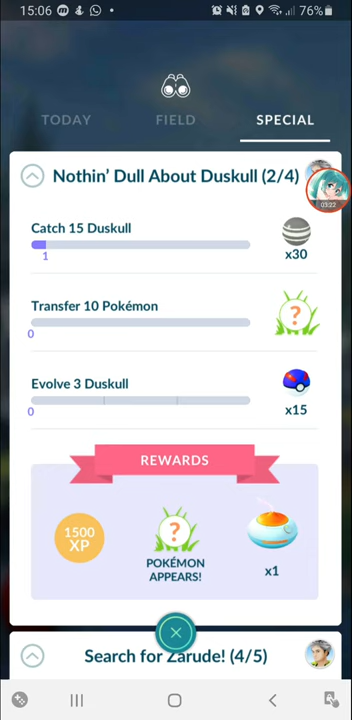 15:06
76%
TODAY FIELD SPECIAL
Nothin' Dull About Duskull (2/4)
03:22
Catch 15 Duskull
1
x30
Transfer 10 Pokémon
?
0
Evolve 3 Duskull
0
x15
REWARDS
1500
XP
?
POKÉMON
APPEARS!
x1
Search for Zarude! (4/5)